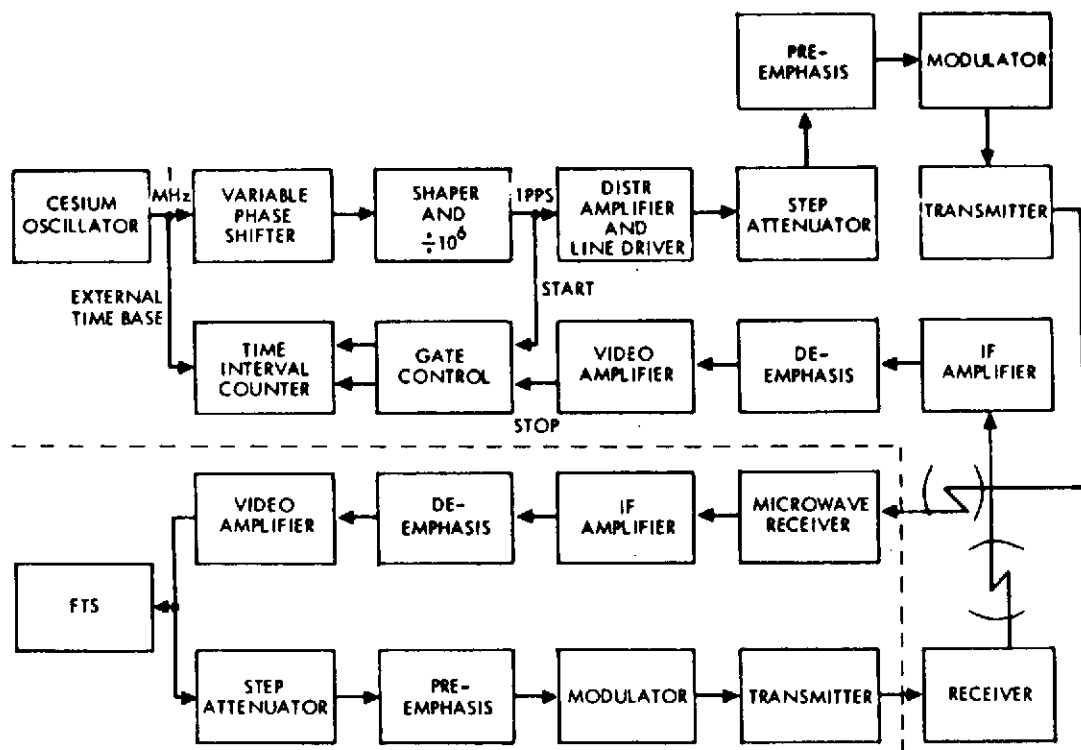 PRE-
EMPHASIS
MODULATOR
CESIUM
OSCILLATOR
1
MHz
VARIABLE
PHASE
SHIFTER
SHAPER
AND
÷10⁶
1PPS
DISTR
AMPLIFIER
AND
LINE DRIVER
STEP
ATTENUATOR
TRANSMITTER
EXTERNAL
TIME BASE
START
TIME
INTERVAL
COUNTER
GATE
CONTROL
VIDEO
AMPLIFIER
DE-
EMPHASIS
IF
AMPLIFIER
STOP
VIDEO
AMPLIFIER
DE-
EMPHASIS
IF
AMPLIFIER
MICROWAVE
RECEIVER
FTS
STEP
ATTENUATOR
PRE-
EMPHASIS
MODULATOR
TRANSMITTER
RECEIVER